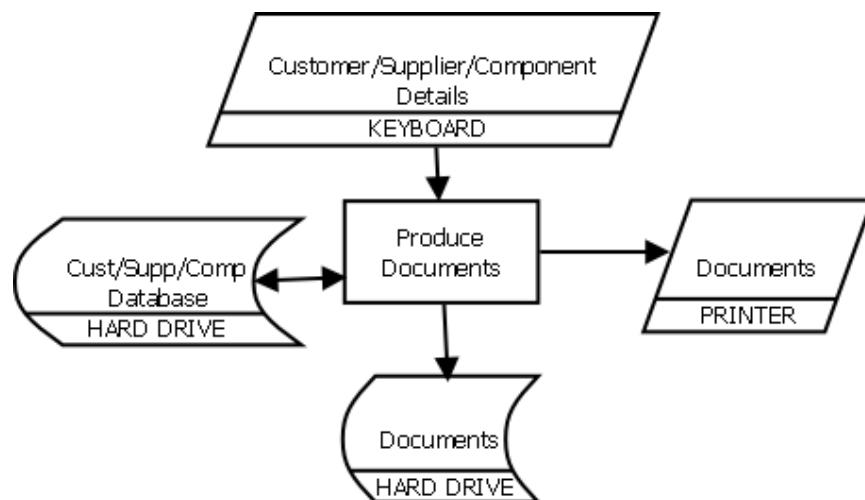 Customer/Supplier/Component
Details
KEYBOARD
Produce
Documents
Cust/Supp/Comp
Database
HARD DRIVE
Documents
PRINTER
Documents
HARD DRIVE